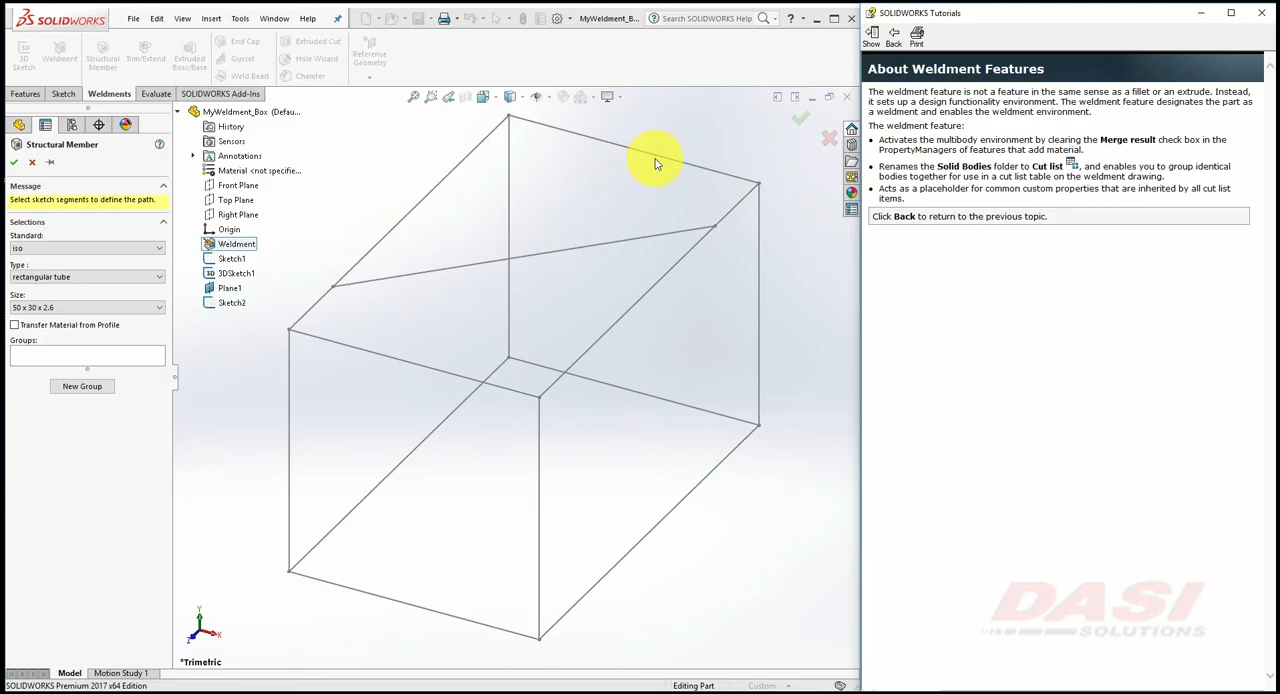 SOLIDWORKS
File Edit View Insert Tools Window Help
MyWeldment_B...
Search SOLIDWORKS Help
?
3D Sketch
Weldment
Structural Member
Trim/Extend
Extruded Boss/Base
End Cap
Gusset
Weld Bead
Extruded Cut
Hole Wizard
Chamfer
Reference Geometry
Features Sketch Weldments Evaluate SOLIDWORKS Add-Ins
Structural Member
Message
Select sketch segments to define the path.
Selections
Standard:
iso
Type :
rectangular tube
Size:
50 x 30 x 2.6
Transfer Material from Profile
Groups:
New Group
MyWeldment_Box (Defau...
History
Sensors
Annotations
Material <not specifie...
Front Plane
Top Plane
Right Plane
Origin
Weldment
Sketch1
3DSketch1
Plane1
Sketch2
Y
X
Z
*Trimetric
Model Motion Study 1
SOLIDWORKS Premium 2017 x64 Edition
Editing Part
Custom
SOLIDWORKS Tutorials
Show Back Print
About Weldment Features
The weldment feature is not a feature in the same sense as a fillet or an extrude. Instead,
it sets up a design functionality environment. The weldment feature designates the part as
a weldment and enables the weldment environment.
The weldment feature:
• Activates the multibody environment by clearing the Merge result check box in the
PropertyManagers of features that add material.
• Renames the Solid Bodies folder to Cut list , and enables you to group identical
bodies together for use in a cut list table on the weldment drawing.
• Acts as a placeholder for common custom properties that are inherited by all cut list
items.
Click Back to return to the previous topic.
DASI
SOLUTIONS